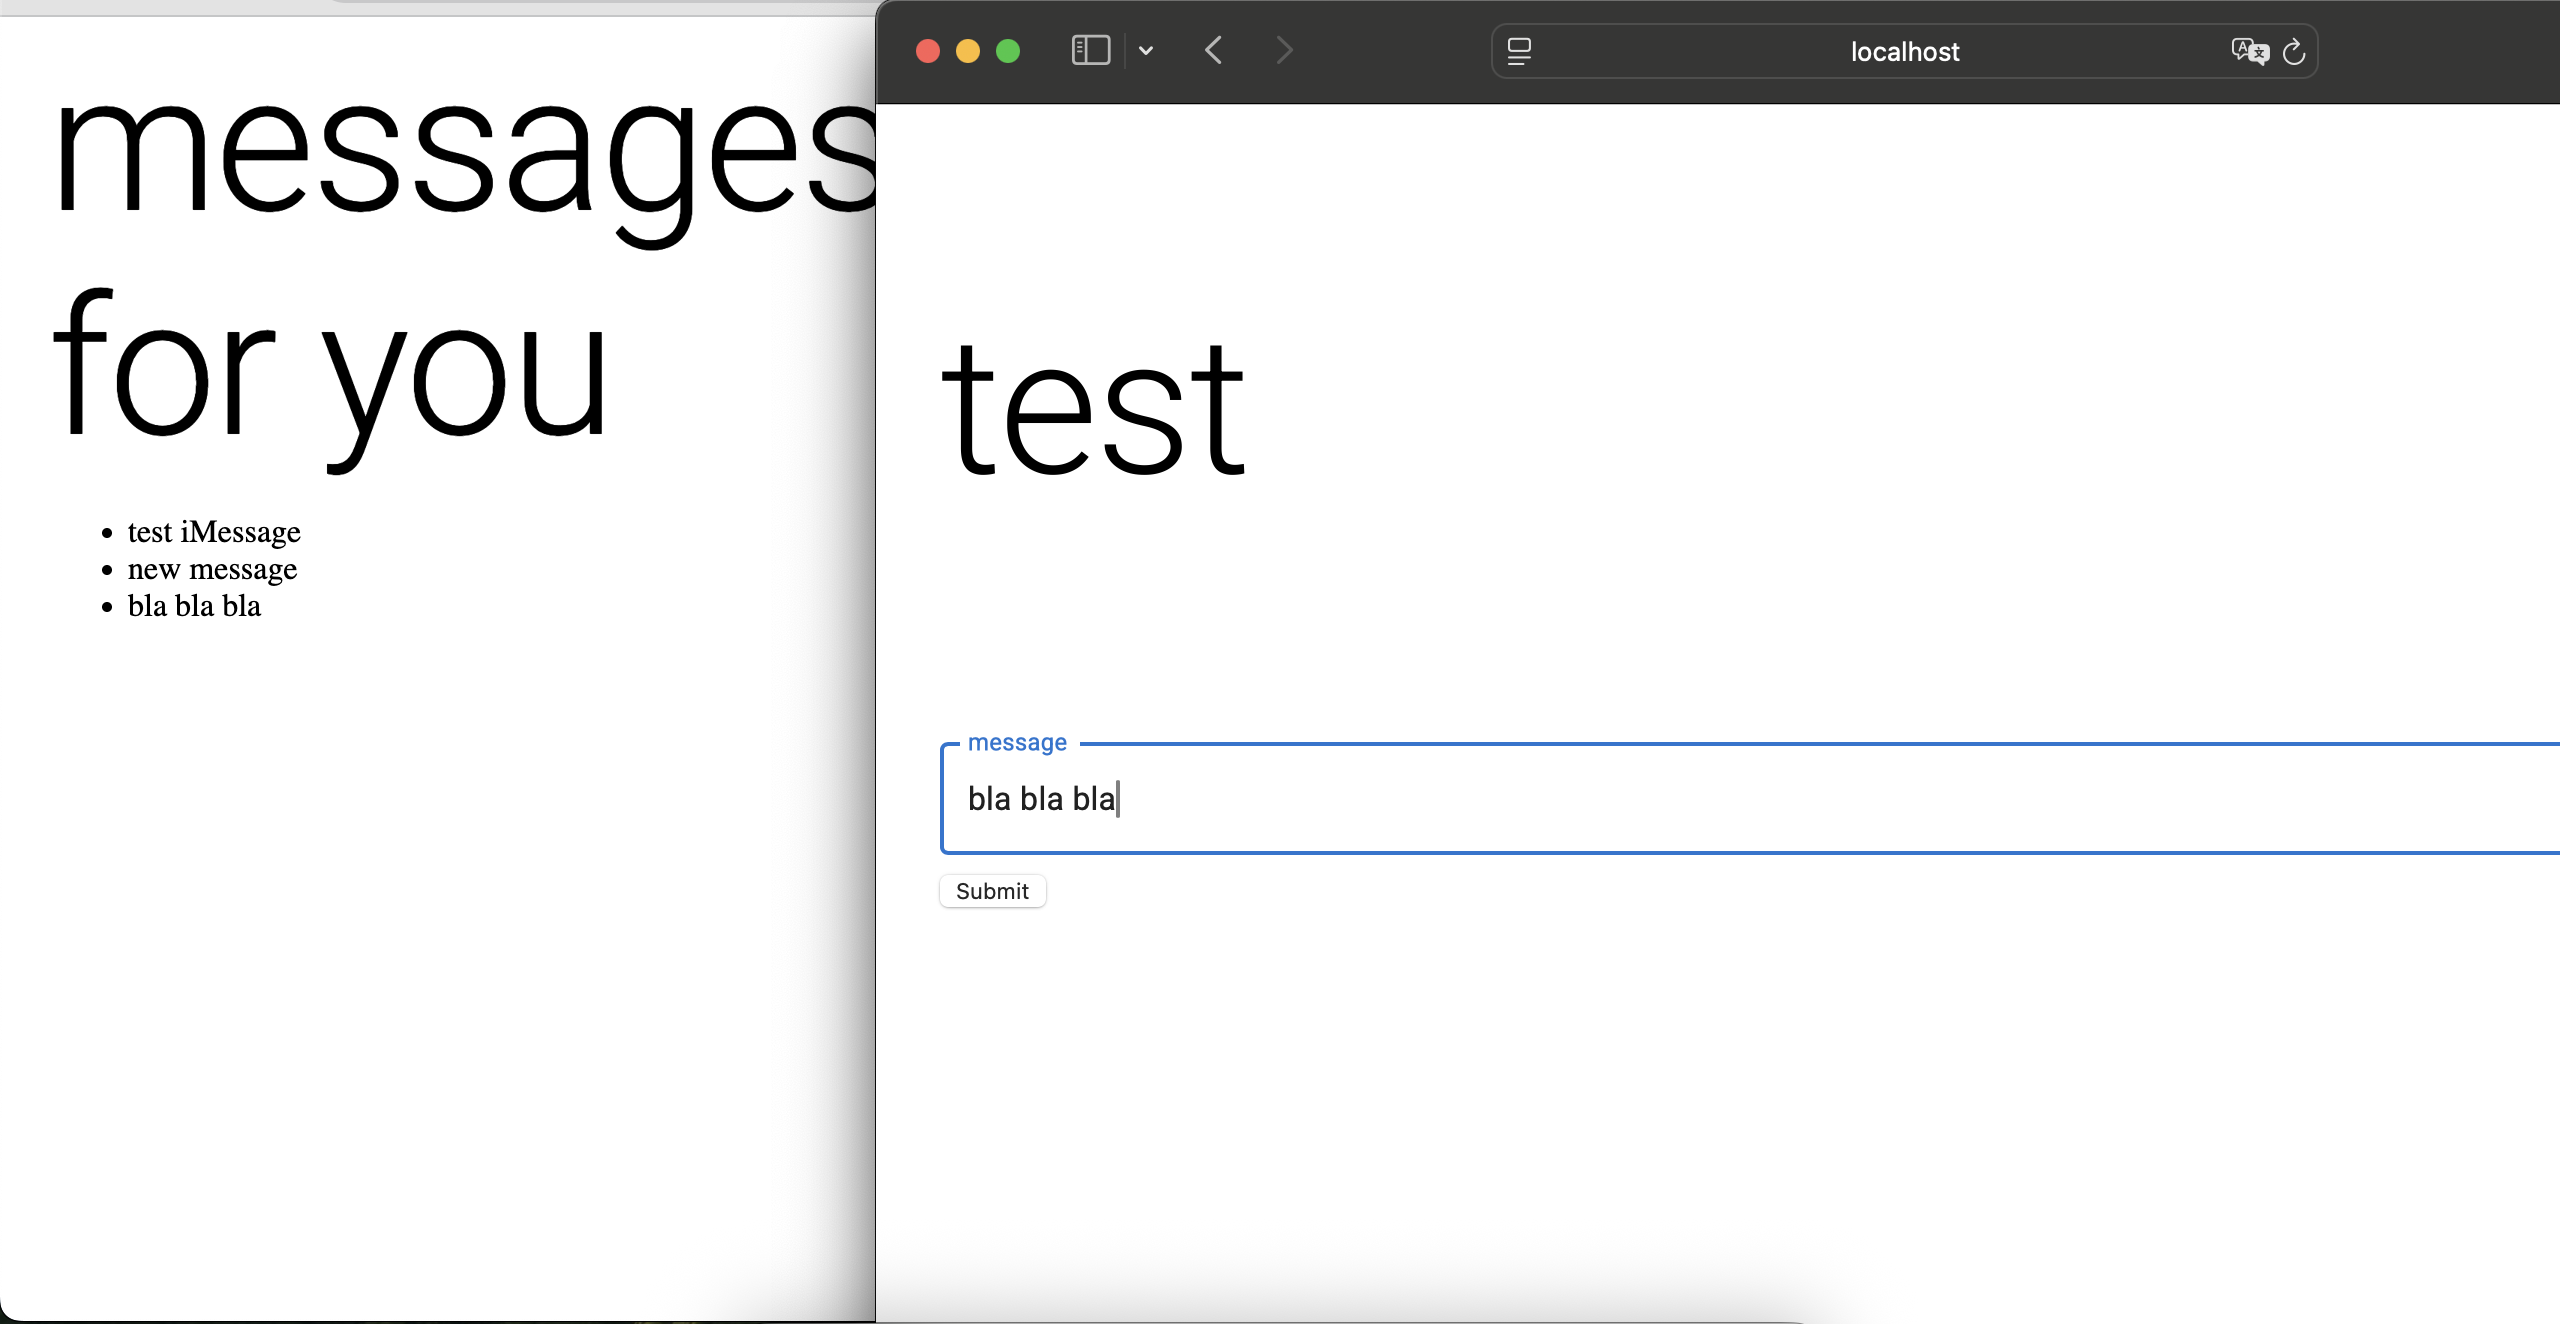 messages
for you
test iMessage
new message
bla bla bla
localhost
test
message
bla bla bla
Submit